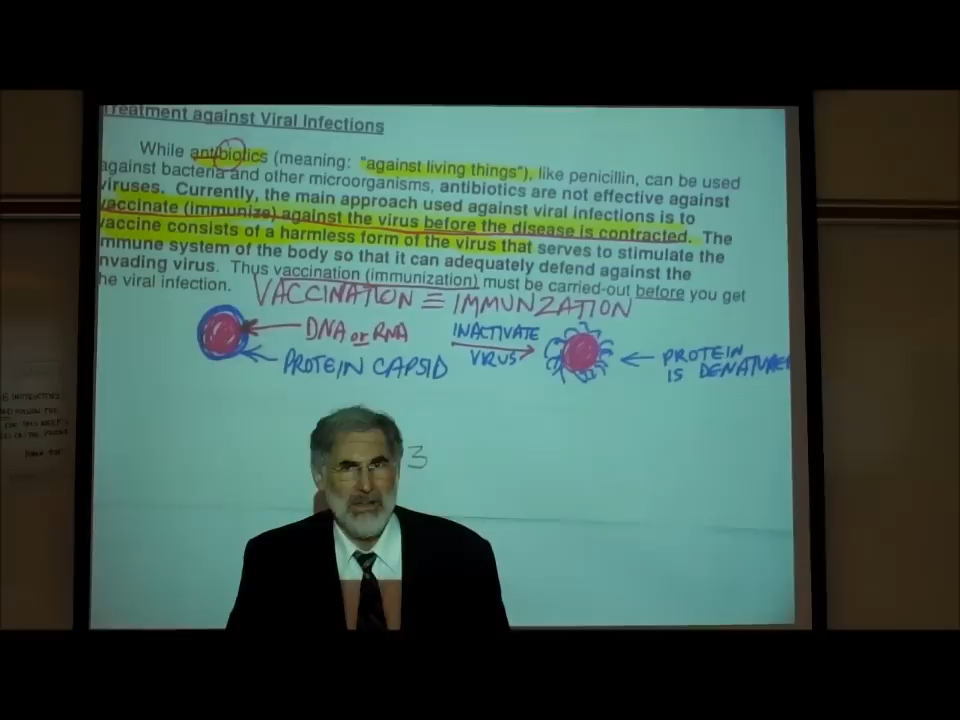 Treatment against Viral Infections
While antibiotics (meaning: "against living things"), like penicillin, can be used
against bacteria and other microorganisms, antibiotics are not effective against
viruses. Currently, the main approach used against viral infections is to
vaccinate (immunize) against the virus before the disease is contracted. The
vaccine consists of a harmless form of the virus that serves to stimulate the
immune system of the body so that it can adequately defend against the
invading virus. Thus vaccination (immunization) must be carried-out before you get
the viral infection.
VACCINATION ≡ IMMUNZATION
DNA or RNA
PROTEIN CAPSID
INACTIVATE
VIRUS
PROTEIN
IS DENATURED
3